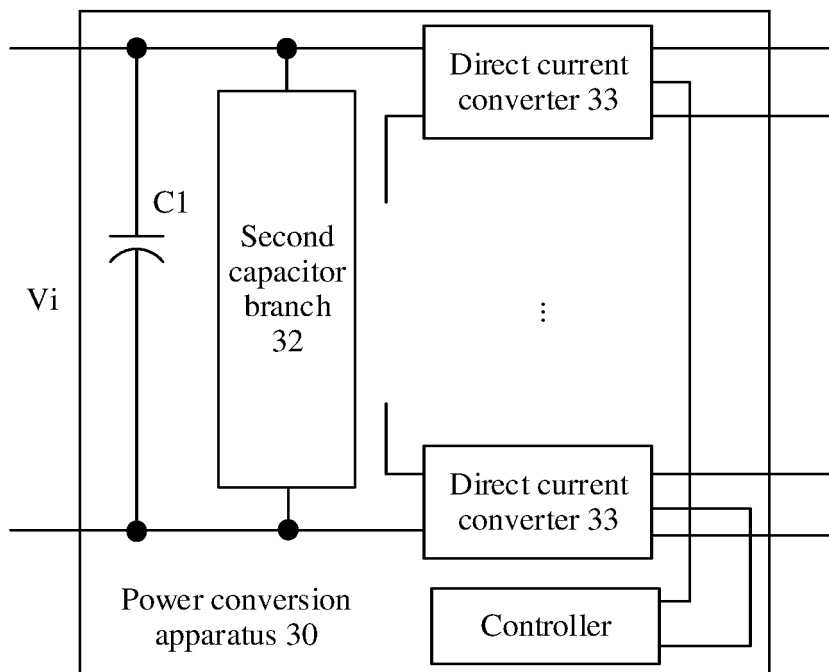 Direct current
converter 33
C1
Second
capacitor
branch
32
Vi
...
Direct current
converter 33
Power conversion
apparatus 30
Controller